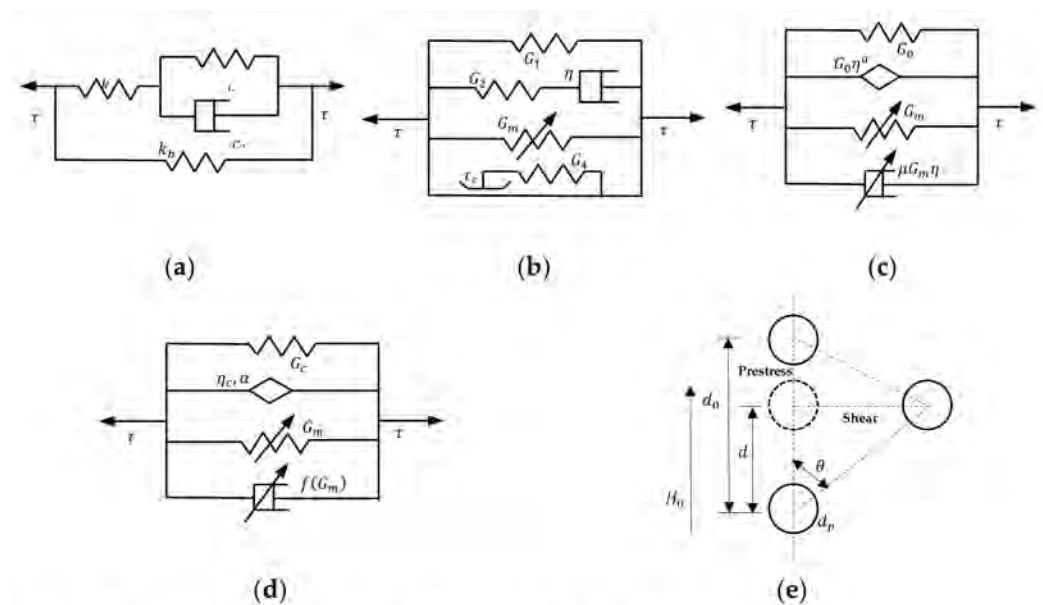 τ
τ
k_b
(a)
G_1
G_2
η
τ
τ
G_m
G_4
τ_c
(b)
G_0
G_0η^α
τ
τ
G_m
μG_mη
(c)
G_c
η_c, α
τ
τ
G_m
f(G_m)
(d)
Prestress
d_0
Shear
d
θ
H_0
d_p
(e)